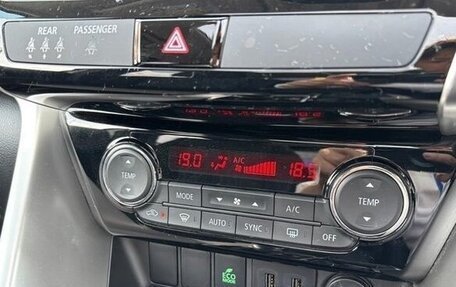 REAR PASSENGER
19.0 A/C 18.5
TEMP
MODE
A/C
TEMP
AUTO SYNC OFF
ECO
MODE